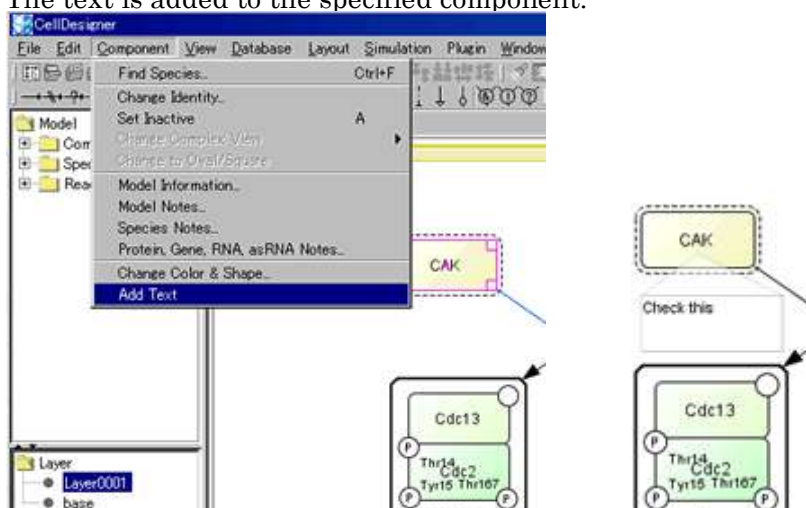 The text is added to the specified component.
CellDesigner
File Edit Component View Database Layout Simulation Plugin Window
Find Species... Ctrl+F
Change Identity...
Set Inactive A
Change Complex View
Change to Oval/Square
Model Information...
Model Notes...
Species Notes...
Protein, Gene, RNA, asRNA Notes...
Change Color & Shape...
Add Text
Model
Com
Spec
Rea
Layer
Layer0001
base
CAK
Cdc13
P
Thr14
Cdc2
Tyr15 Thr167
P P
CAK
Check this
Cdc13
P
Thr14
Cdc2
Tyr15 Thr167
P P